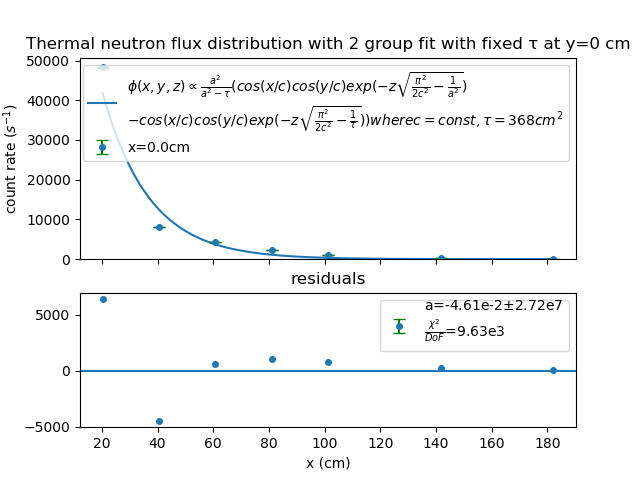 Thermal neutron flux distribution with 2 group fit with fixed τ at y=0 cm
50000
40000
30000
20000
10000
0
count rate (s⁻¹)
ϕ(x, y, z) ∝ a²/(a² − τ) (cos(x/c)cos(y/c)exp(−z√(π²/2c² − 1/a²))
−cos(x/c)cos(y/c)exp(−z√(π²/2c² − 1/τ)))wherec = const, τ = 368cm²
x=0.0cm
residuals
5000
0
−5000
a=-4.61e-2±2.72e7
χ²/DoF=9.63e3
20 40 60 80 100 120 140 160 180
x (cm)